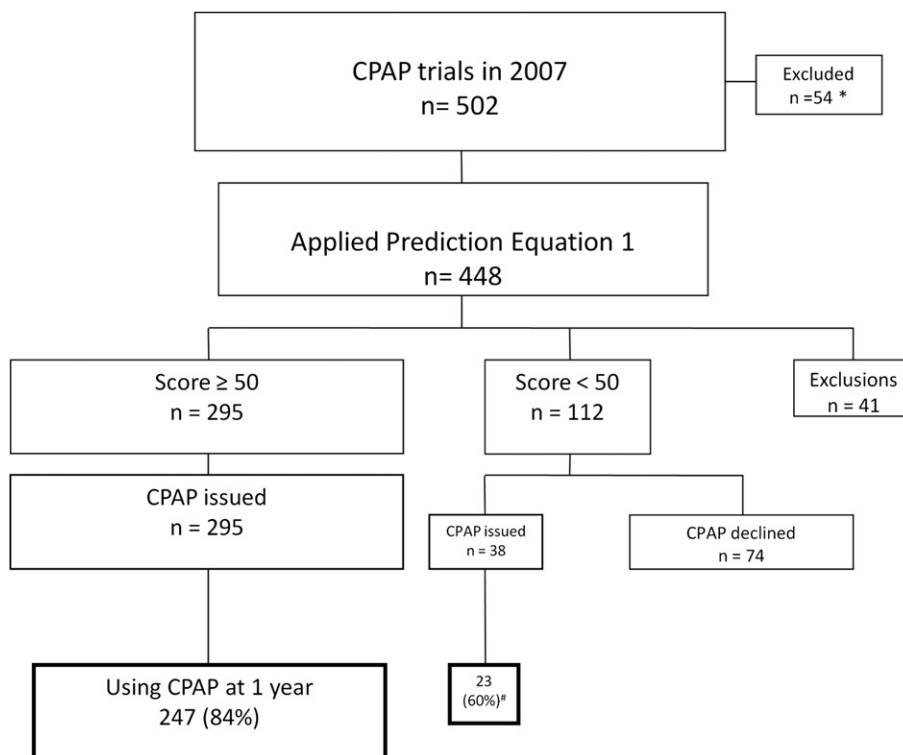 CPAP trials in 2007
n= 502
Excluded
n =54 *
Applied Prediction Equation 1
n= 448
Score ≥ 50
n = 295
Score < 50
n = 112
Exclusions
n = 41
CPAP issued
n = 295
CPAP issued
n = 38
CPAP declined
n = 74
Using CPAP at 1 year
247 (84%)
23
(60%)#